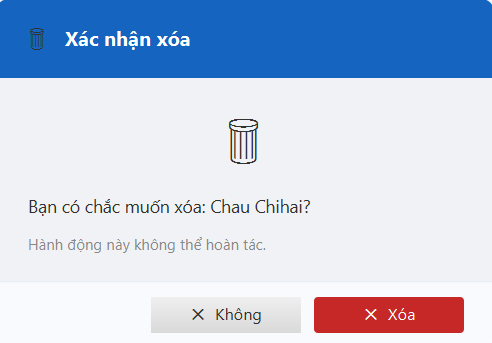 Xác nhận xóa
Bạn có chắc muốn xóa: Chau Chihai?
Hành động này không thể hoàn tác.
✕ Không
✕ Xóa